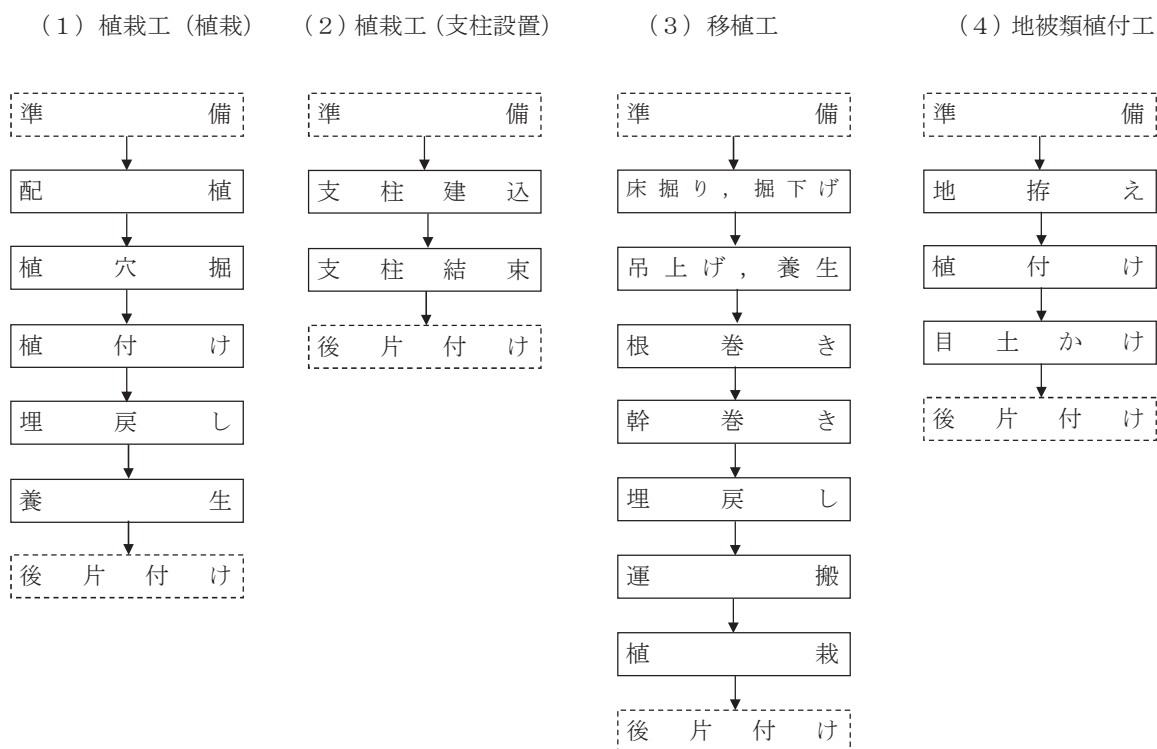 （１）植栽工（植栽）
準備
配植
植穴掘
植付け
埋戻し
養生
後片付け
（２）植栽工（支柱設置）
準備
支柱建込
支柱結束
後片付け
（３）移植工
準備
床掘り，掘下げ
吊上げ，養生
根巻き
幹巻き
埋戻し
運搬
植栽
後片付け
（４）地被類植付工
準備
地拵え
植付け
目土かけ
後片付け